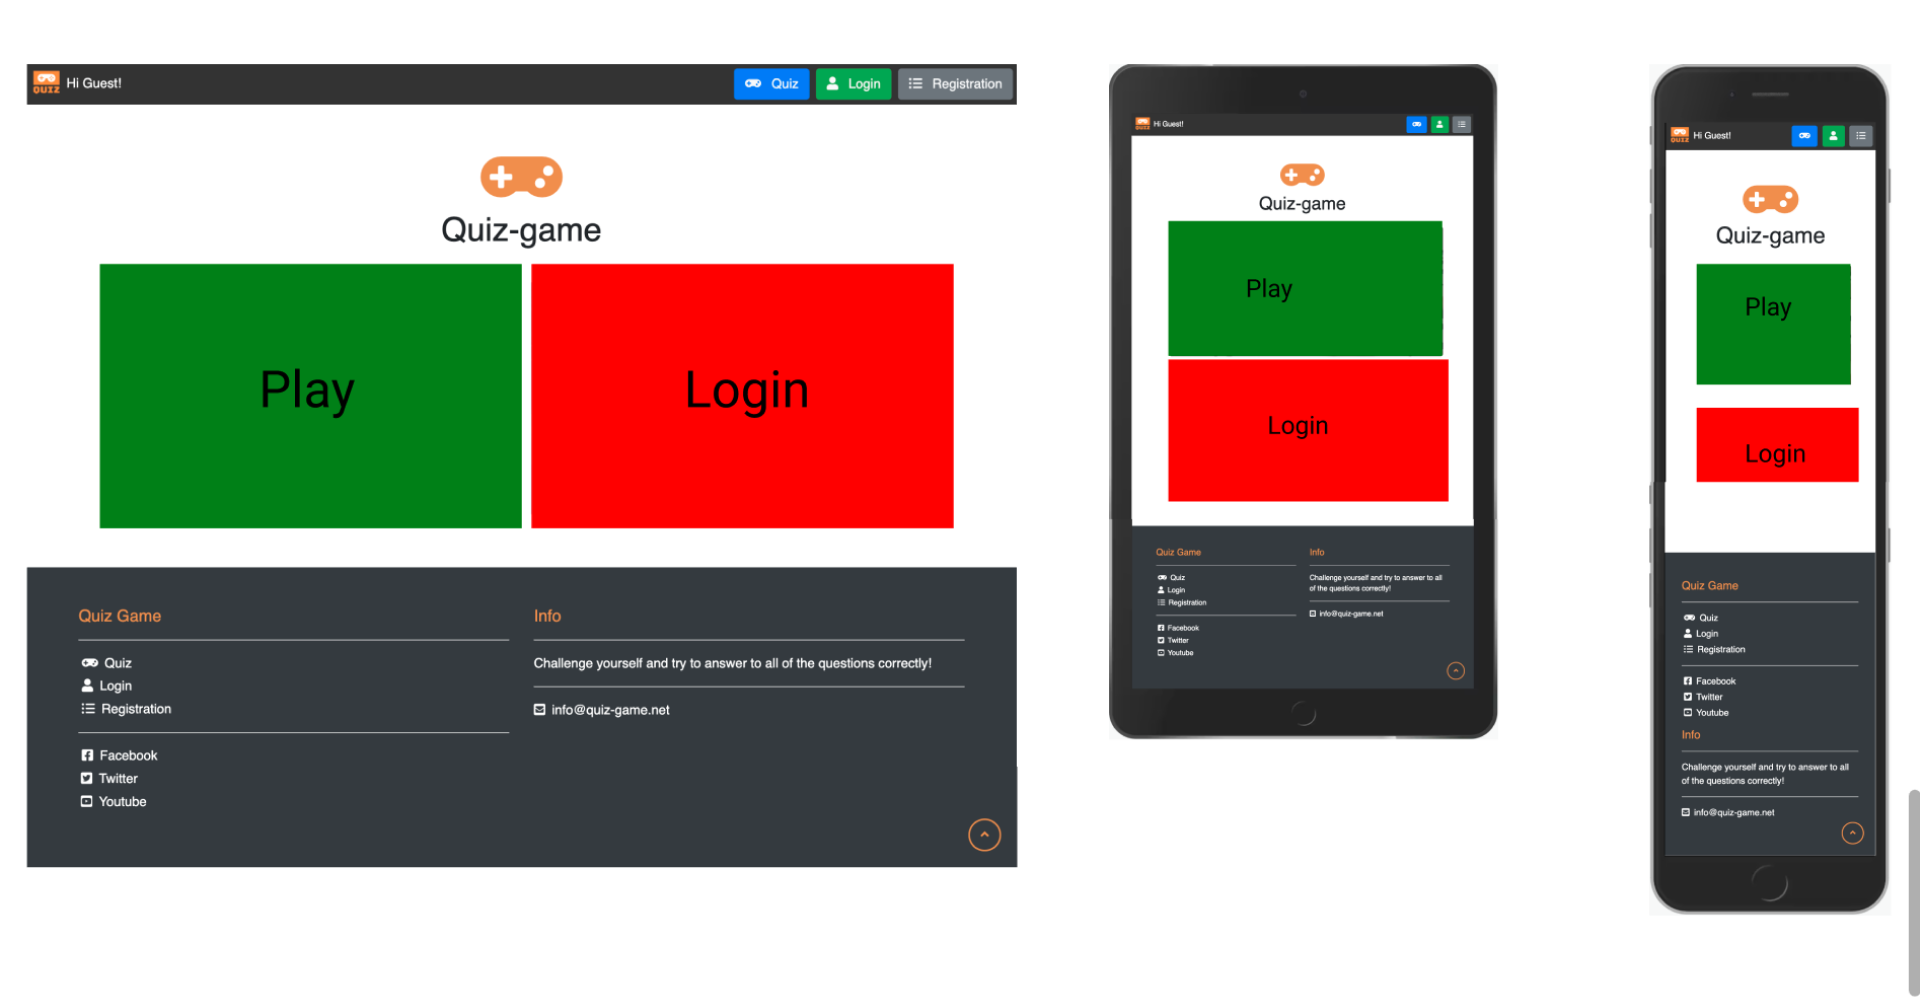 QUIZ
Hi Guest!
Quiz
Login
Registration
Quiz-game
Play
Login
Quiz Game
Quiz
Login
Registration
Facebook
Twitter
Youtube
Info
Challenge yourself and try to answer to all of the questions correctly!
info@quiz-game.net
QUIZ
Hi Guest!
Quiz-game
Play
Login
Quiz Game
Quiz
Login
Registration
Facebook
Twitter
Youtube
Info
Challenge yourself and try to answer to all
of the questions correctly!
info@quiz-game.net
QUIZ
Hi Guest!
Quiz-game
Play
Login
Quiz Game
Quiz
Login
Registration
Facebook
Twitter
Youtube
Info
Challenge yourself and try to answer to all
of the questions correctly!
info@quiz-game.net